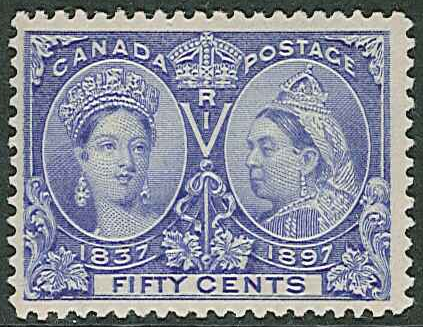 CANADA POSTAGE
V R I
1837 1897
FIFTY CENTS